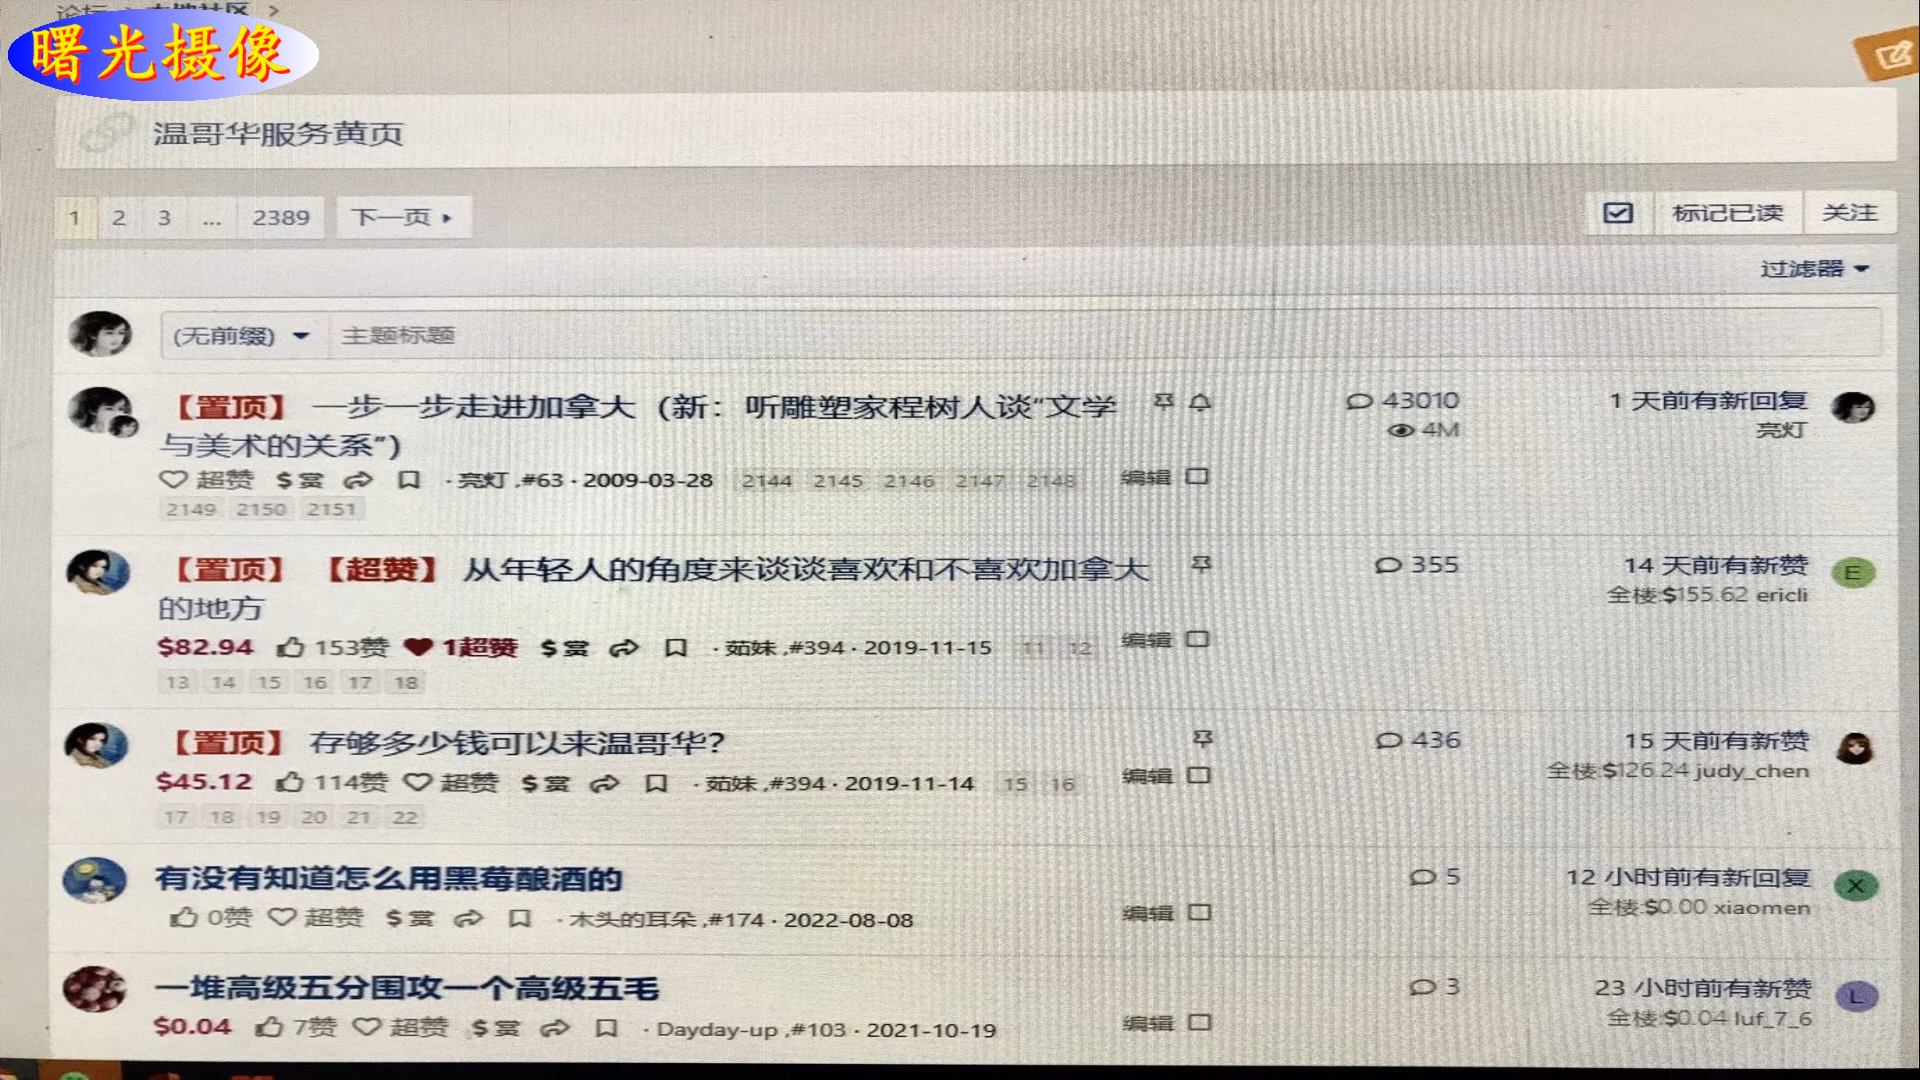 论坛 本地社区 >
曙光摄像
温哥华服务黄页
1 2 3 ... 2389 下一页 ▸ 标记已读 关注
过滤器
(无前缀) 主题标题
【置顶】 一步一步走进加拿大（新：听雕塑家程树人谈“文学 43010 1 天前有新回复
与美术的关系”） 4M 亮灯
超赞 $赏 · 亮灯 ,#63 · 2009-03-28 2144 2145 2146 2147 2148 编辑
2149 2150 2151
【置顶】 【超赞】 从年轻人的角度来谈谈喜欢和不喜欢加拿大 355 14 天前有新赞 E
的地方 全楼:$155.62 ericli
$82.94 153赞 1超赞 $赏 · 茹妹 ,#394 · 2019-11-15 11 12 编辑
13 14 15 16 17 18
【置顶】 存够多少钱可以来温哥华？ 436 15 天前有新赞
$45.12 114赞 超赞 $赏 · 茹妹 ,#394 · 2019-11-14 15 16 编辑 全楼:$126.24 judy_chen
17 18 19 20 21 22
有没有知道怎么用黑莓酿酒的 5 12 小时前有新回复 X
0赞 超赞 $赏 · 木头的耳朵 ,#174 · 2022-08-08 编辑 全楼:$0.00 xiaomen
一堆高级五分围攻一个高级五毛 3 23 小时前有新赞 L
$0.04 7赞 超赞 $赏 · Dayday-up ,#103 · 2021-10-19 编辑 全楼:$0.04 luf_7_6